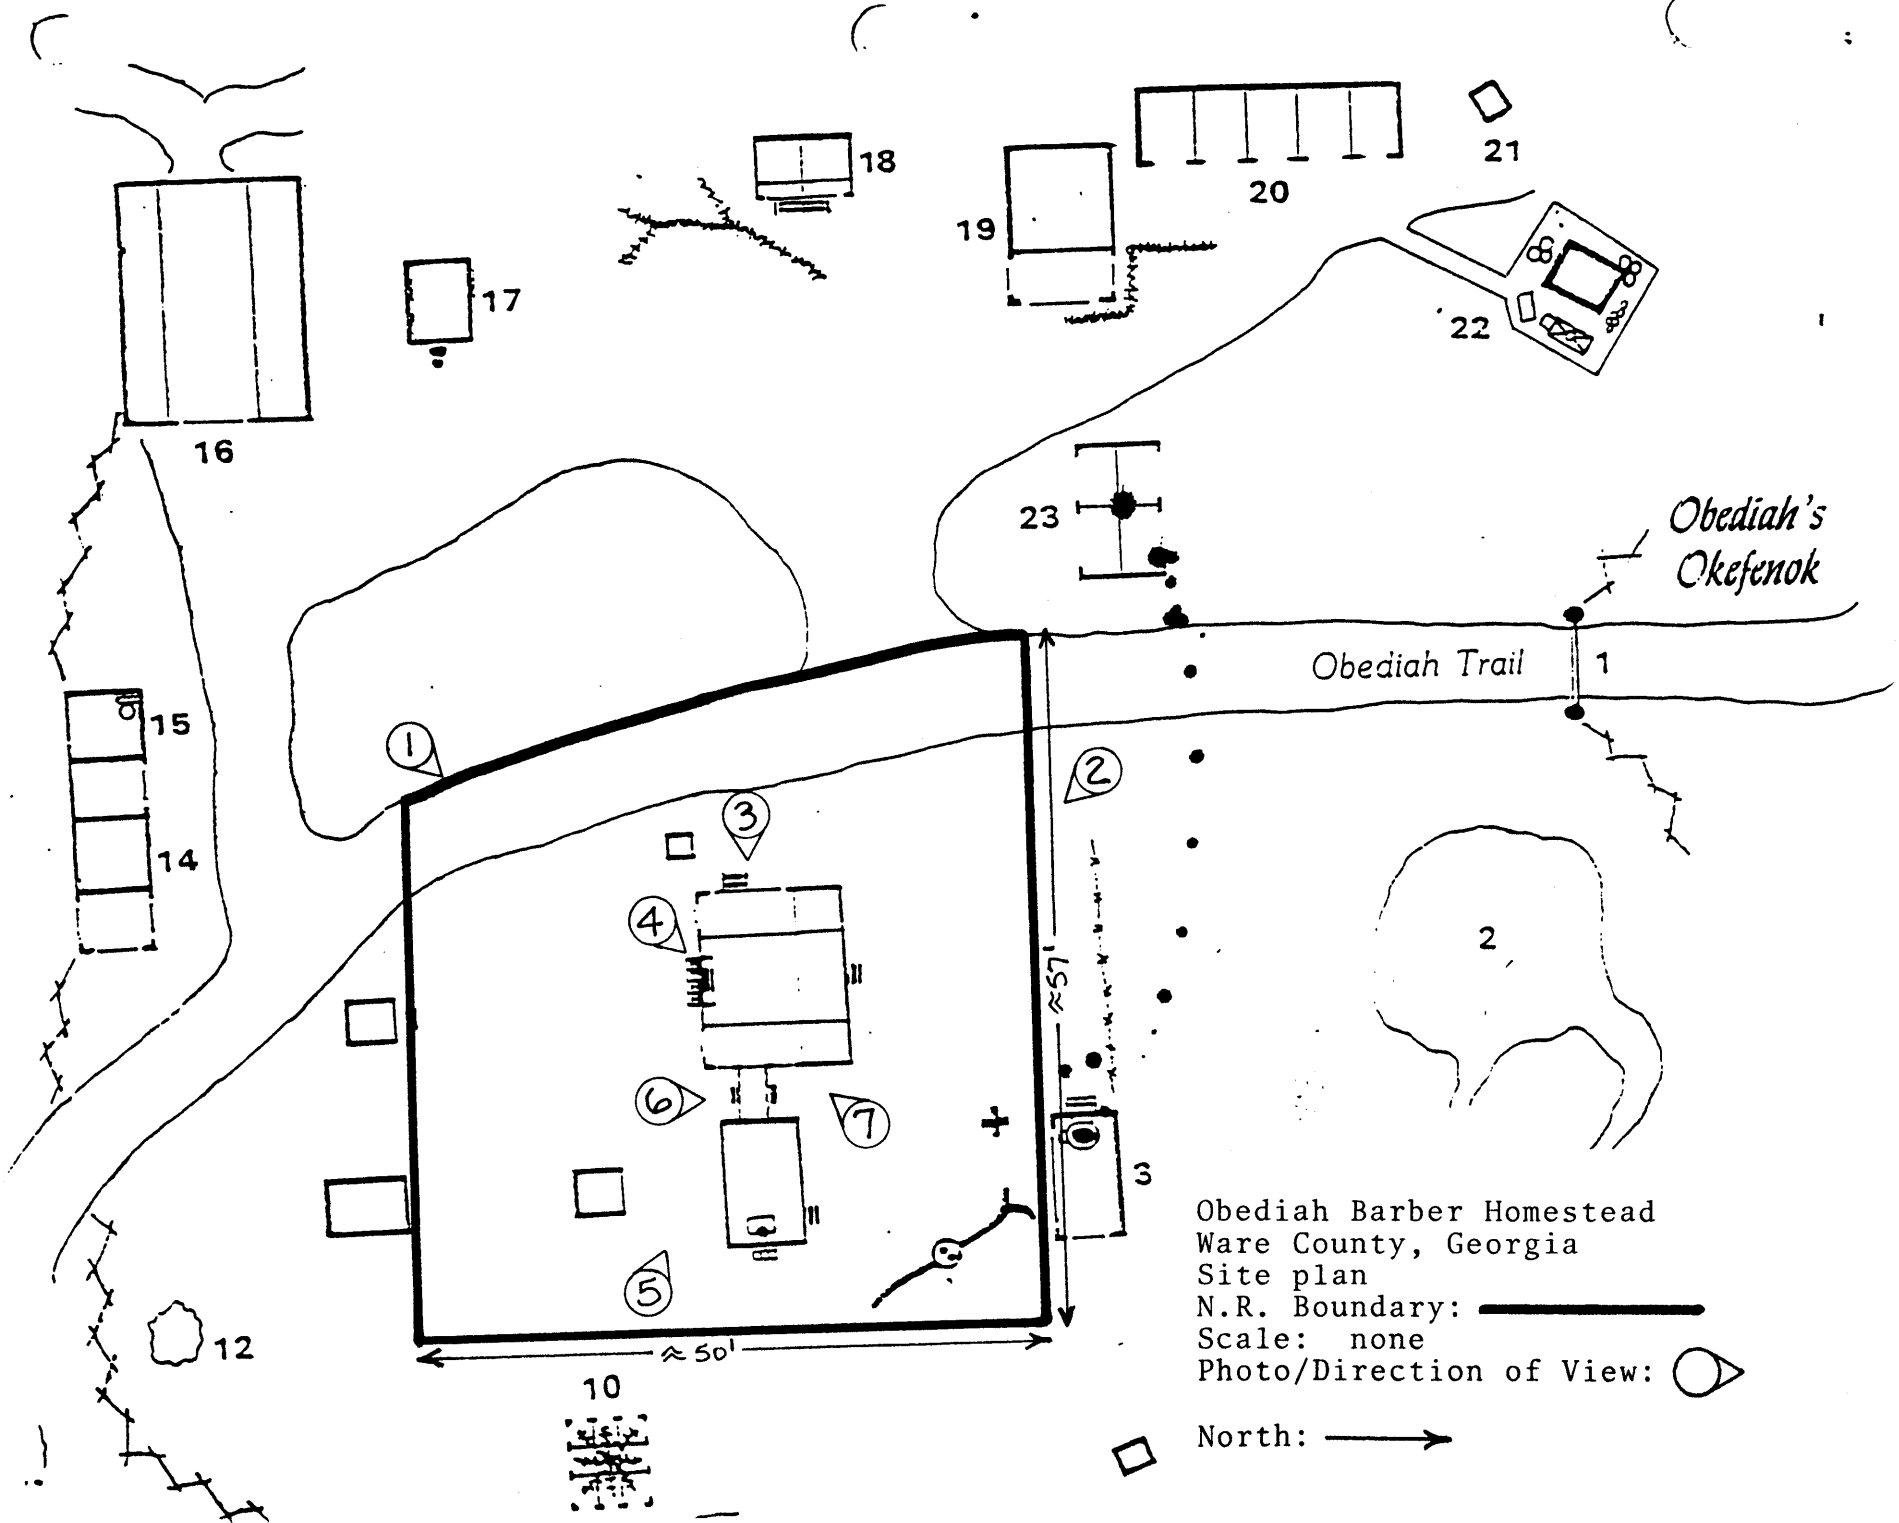 18
20
21
19
17
22
16
23
Obediah's
Okefenok
Obediah Trail
1
15
1
2
3
14
4
2
≈57'
6
7
3
5
12
≈50'
10
Obediah Barber Homestead
Ware County, Georgia
Site plan
N.R. Boundary:
Scale: none
Photo/Direction of View:
North: